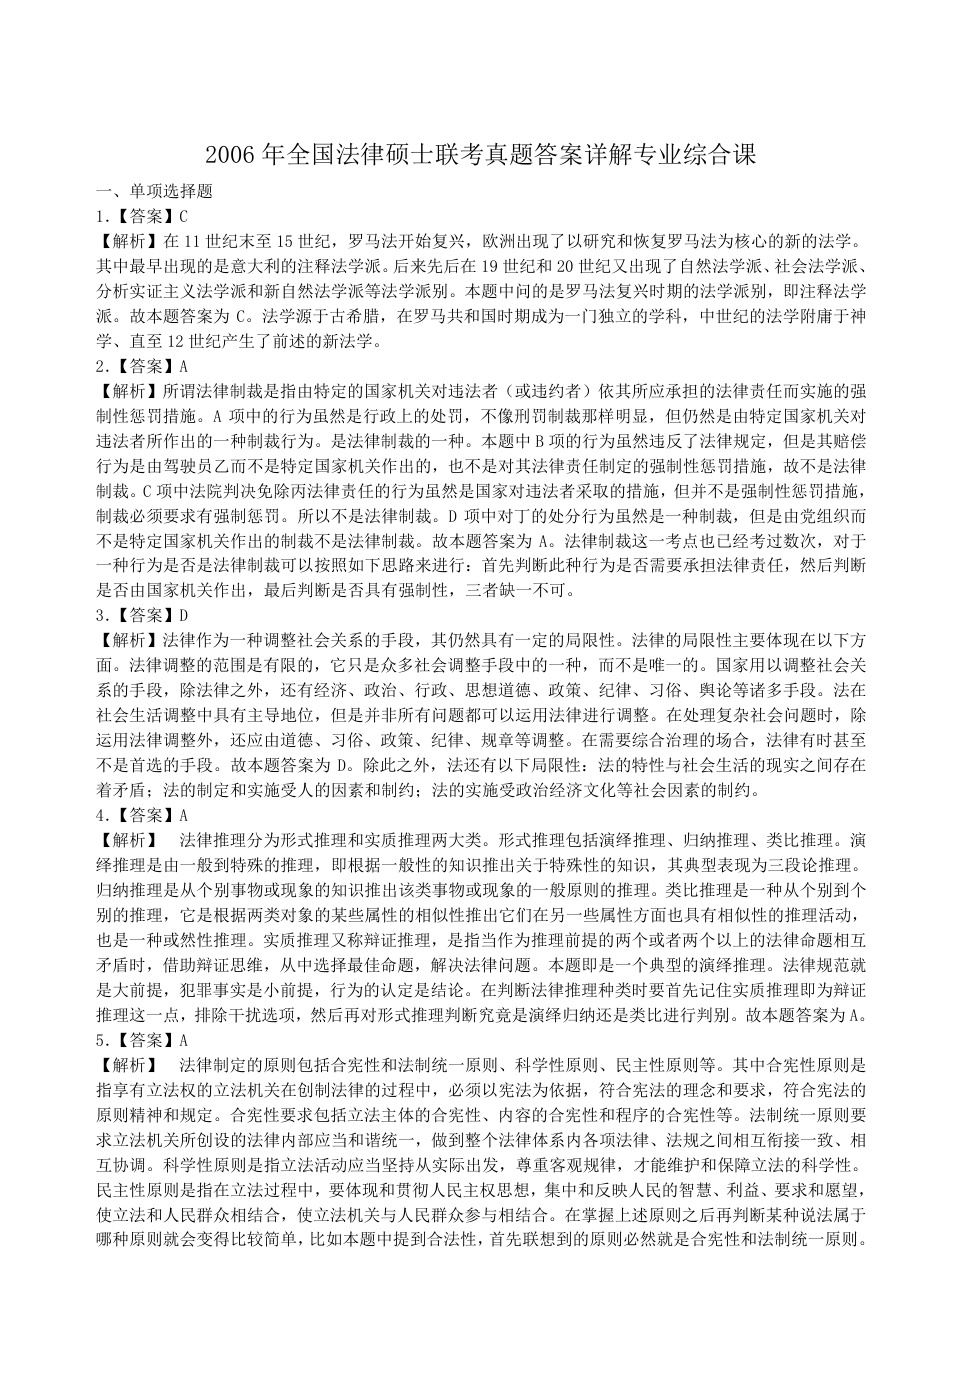 2006 年全国法律硕士联考真题答案详解专业综合课
一、单项选择题
1.【答案】C
【解析】在 11 世纪末至 15 世纪，罗马法开始复兴，欧洲出现了以研究和恢复罗马法为核心的新的法学。
其中最早出现的是意大利的注释法学派。后来先后在 19 世纪和 20 世纪又出现了自然法学派、社会法学派、
分析实证主义法学派和新自然法学派等法学派别。本题中问的是罗马法复兴时期的法学派别，即注释法学
派。故本题答案为 C。法学源于古希腊，在罗马共和国时期成为一门独立的学科，中世纪的法学附庸于神
学、直至 12 世纪产生了前述的新法学。
2.【答案】A
【解析】所谓法律制裁是指由特定的国家机关对违法者（或违约者）依其所应承担的法律责任而实施的强
制性惩罚措施。A 项中的行为虽然是行政上的处罚，不像刑罚制裁那样明显，但仍然是由特定国家机关对
违法者所作出的一种制裁行为。是法律制裁的一种。本题中 B 项的行为虽然违反了法律规定，但是其赔偿
行为是由驾驶员乙而不是特定国家机关作出的，也不是对其法律责任制定的强制性惩罚措施，故不是法律
制裁。C 项中法院判决免除丙法律责任的行为虽然是国家对违法者采取的措施，但并不是强制性惩罚措施，
制裁必须要求有强制惩罚。所以不是法律制裁。D 项中对丁的处分行为虽然是一种制裁，但是由党组织而
不是特定国家机关作出的制裁不是法律制裁。故本题答案为 A。法律制裁这一考点也已经考过数次，对于
一种行为是否是法律制裁可以按照如下思路来进行：首先判断此种行为是否需要承担法律责任，然后判断
是否由国家机关作出，最后判断是否具有强制性，三者缺一不可。
3.【答案】D
【解析】法律作为一种调整社会关系的手段，其仍然具有一定的局限性。法律的局限性主要体现在以下方
面。法律调整的范围是有限的，它只是众多社会调整手段中的一种，而不是唯一的。国家用以调整社会关
系的手段，除法律之外，还有经济、政治、行政、思想道德、政策、纪律、习俗、舆论等诸多手段。法在
社会生活调整中具有主导地位，但是并非所有问题都可以运用法律进行调整。在处理复杂社会问题时，除
运用法律调整外，还应由道德、习俗、政策、纪律、规章等调整。在需要综合治理的场合，法律有时甚至
不是首选的手段。故本题答案为 D。除此之外，法还有以下局限性：法的特性与社会生活的现实之间存在
着矛盾；法的制定和实施受人的因素和制约；法的实施受政治经济文化等社会因素的制约。
4.【答案】A
【解析】　法律推理分为形式推理和实质推理两大类。形式推理包括演绎推理、归纳推理、类比推理。演
绎推理是由一般到特殊的推理，即根据一般性的知识推出关于特殊性的知识，其典型表现为三段论推理。
归纳推理是从个别事物或现象的知识推出该类事物或现象的一般原则的推理。类比推理是一种从个别到个
别的推理，它是根据两类对象的某些属性的相似性推出它们在另一些属性方面也具有相似性的推理活动，
也是一种或然性推理。实质推理又称辩证推理，是指当作为推理前提的两个或者两个以上的法律命题相互
矛盾时，借助辩证思维，从中选择最佳命题，解决法律问题。本题即是一个典型的演绎推理。法律规范就
是大前提，犯罪事实是小前提，行为的认定是结论。在判断法律推理种类时要首先记住实质推理即为辩证
推理这一点，排除干扰选项，然后再对形式推理判断究竟是演绎归纳还是类比进行判别。故本题答案为 A。
5.【答案】A
【解析】　法律制定的原则包括合宪性和法制统一原则、科学性原则、民主性原则等。其中合宪性原则是
指享有立法权的立法机关在创制法律的过程中，必须以宪法为依据，符合宪法的理念和要求，符合宪法的
原则精神和规定。合宪性要求包括立法主体的合宪性、内容的合宪性和程序的合宪性等。法制统一原则要
求立法机关所创设的法律内部应当和谐统一，做到整个法律体系内各项法律、法规之间相互衔接一致、相
互协调。科学性原则是指立法活动应当坚持从实际出发，尊重客观规律，才能维护和保障立法的科学性。
民主性原则是指在立法过程中，要体现和贯彻人民主权思想，集中和反映人民的智慧、利益、要求和愿望，
使立法和人民群众相结合，使立法机关与人民群众参与相结合。在掌握上述原则之后再判断某种说法属于
哪种原则就会变得比较简单，比如本题中提到合法性，首先联想到的原则必然就是合宪性和法制统一原则。